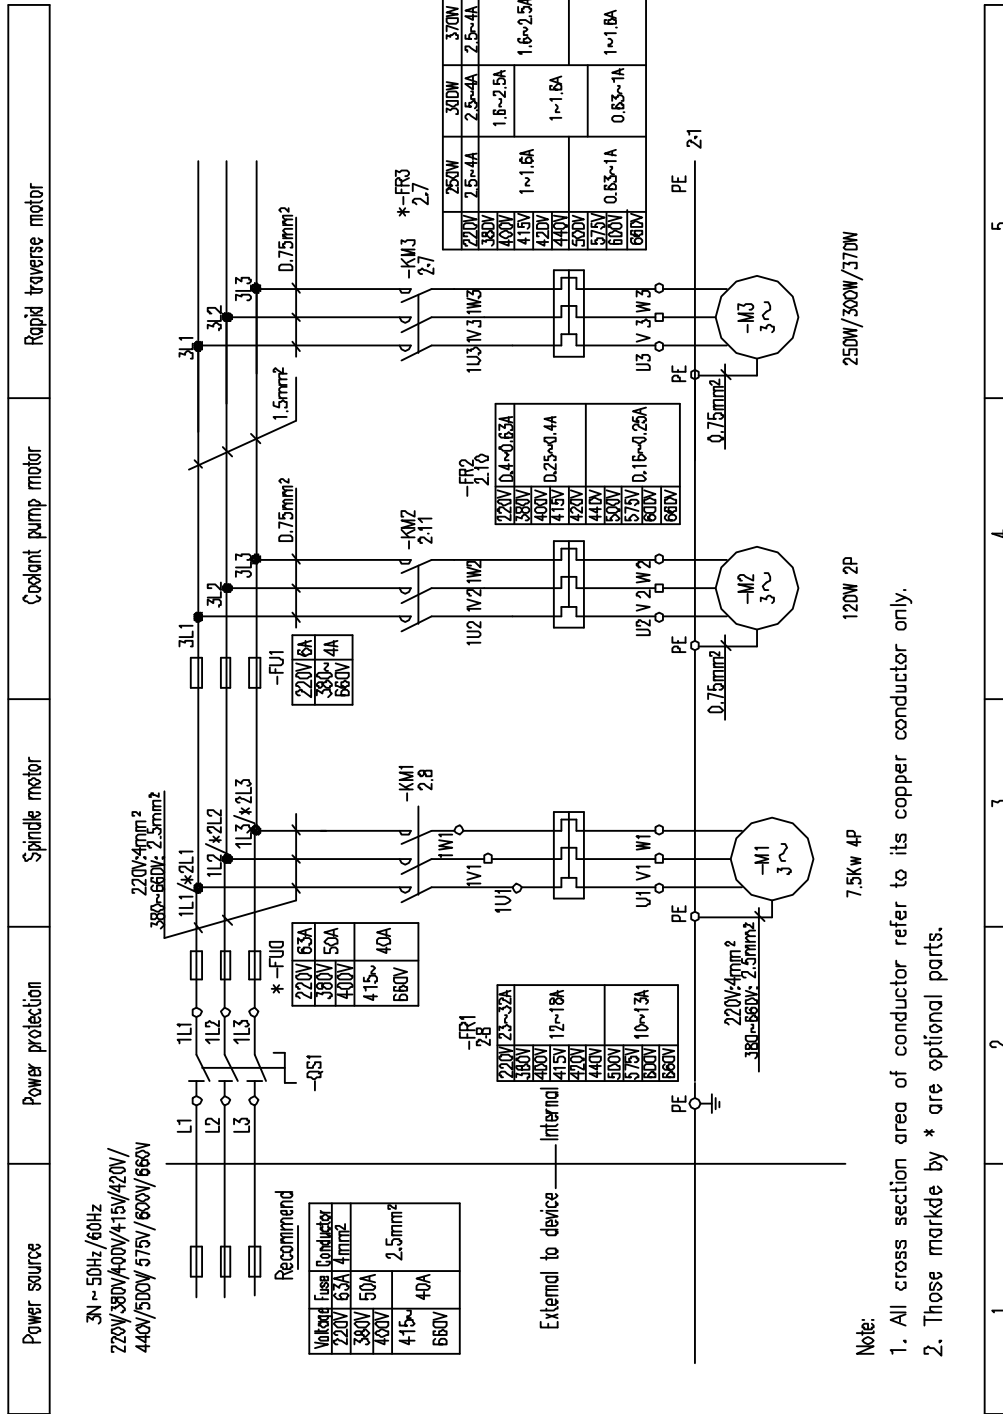 Power source
Power protection
Spindle motor
Coolant pump motor
Rapid traverse motor
3N ~ 50Hz/60Hz
220V/380V/400V/415V/420V/
440V/500V/575V/600V/660V
L1
L2
L3
1L1
1L2
1L3
-QS1
* -FU0
220V 63A
380V 50A
400V
415~ 40A
660V
220V:4mm²
380~660V: 2.5mm²
1L1/*2L1
1L2/*2L2
1L3/*2L3
-FU1
220V 6A
380~ 4A
660V
3L1
3L2
3L3
0.75mm²
1.5mm²
3L1
3L2
3L3
0.75mm²
Recommend
Voltage Fuse Conductor
220V 63A 4mm²
380V 50A 2.5mm²
400V
415~ 40A
660V
-KM1
2.8
1U1
1V1
1W1
-KM2
2.11
1U2 1V2 1W2
-KM3
2.7
1U3 1V3 1W3
External to device
Internal
-FR1
2.8
220V 23~32A
380V
400V
415V 12~18A
420V
440V
500V
575V 10~13A
600V
660V
-FR2
2.10
220V 0.4~0.63A
380V
400V
415V 0.25~0.4A
420V
440V
500V
575V 0.16~0.25A
600V
660V
*-FR3
2.7
250W 300W 370W
220V 2.5~4A 2.5~4A 2.5~4A
380V 1.6~2.5A
400V
415V 1~1.6A 1~1.6A 1.6~2.5A
420V
440V
500V
575V 0.63~1A 0.63~1A 1~1.6A
600V
660V
U1 V1 W1
U2 V2 W2
U3 V3 W3
PE
PE
PE
PE
PE
2.1
220V:4mm²
380~660V: 2.5mm²
0.75mm²
0.75mm²
-M1
3~
-M2
3~
-M3
3~
7.5Kw 4P
120W 2P
250W/300W/370W
Note:
1. All cross section area of conductor refer to its copper conductor only.
2. Those markde by * are optional parts.
1
2
3
4
5